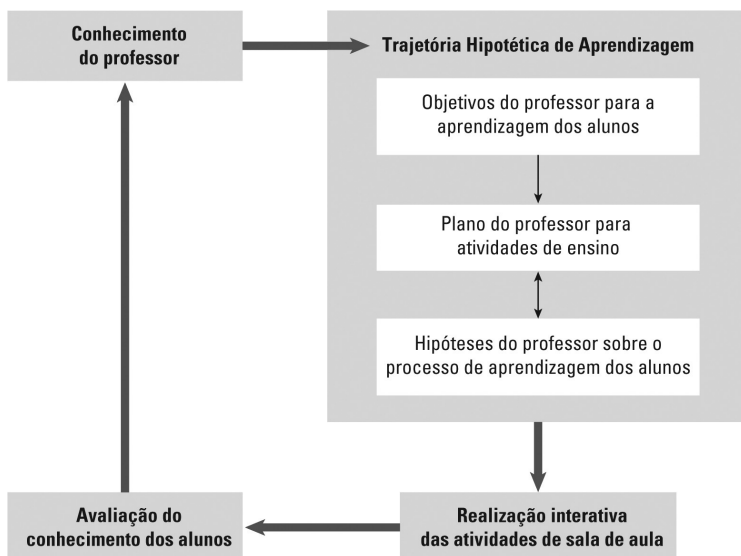 Conhecimento
do professor
Trajetória Hipotética de Aprendizagem
Objetivos do professor para a
aprendizagem dos alunos
Plano do professor para
atividades de ensino
Hipóteses do professor sobre o
processo de aprendizagem dos alunos
Avaliação do
conhecimento dos alunos
Realização interativa
das atividades de sala de aula